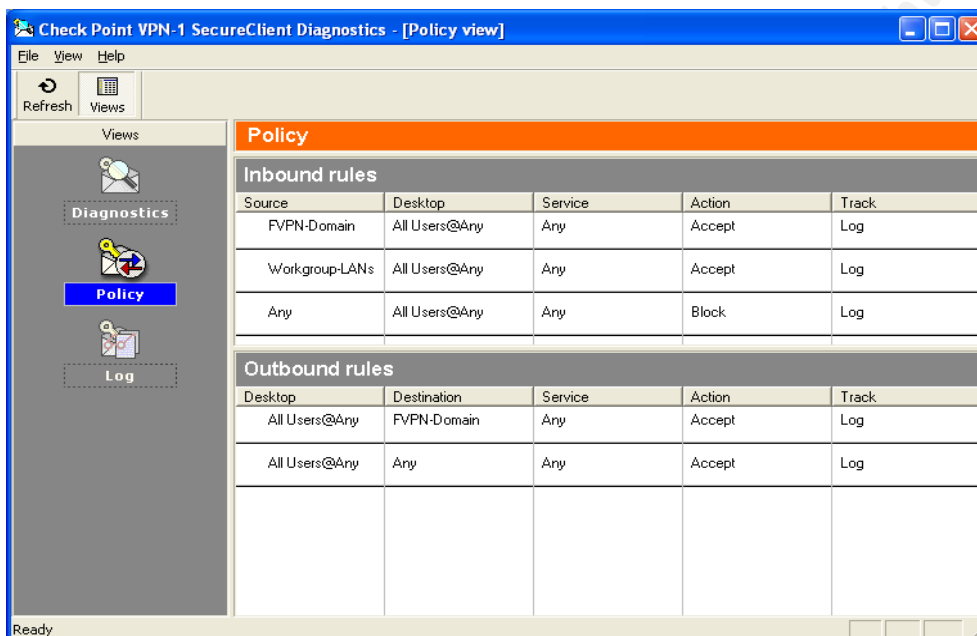 Check Point VPN-1 SecureClient Diagnostics - [Policy view]
File View Help
Refresh Views
Views
Diagnostics
Policy
Log
Policy
Inbound rules
Source Desktop Service Action Track
FVPN-Domain All Users@Any Any Accept Log
Workgroup-LANs All Users@Any Any Accept Log
Any All Users@Any Any Block Log
Outbound rules
Desktop Destination Service Action Track
All Users@Any FVPN-Domain Any Accept Log
All Users@Any Any Any Accept Log
Ready